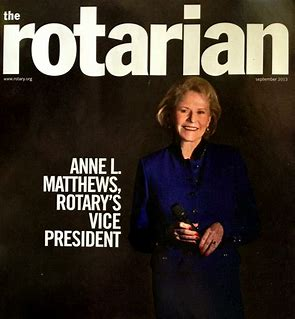 the rotarian
www.rotary.org
september 2013
ANNE L.
MATTHEWS,
ROTARY'S
VICE
PRESIDENT